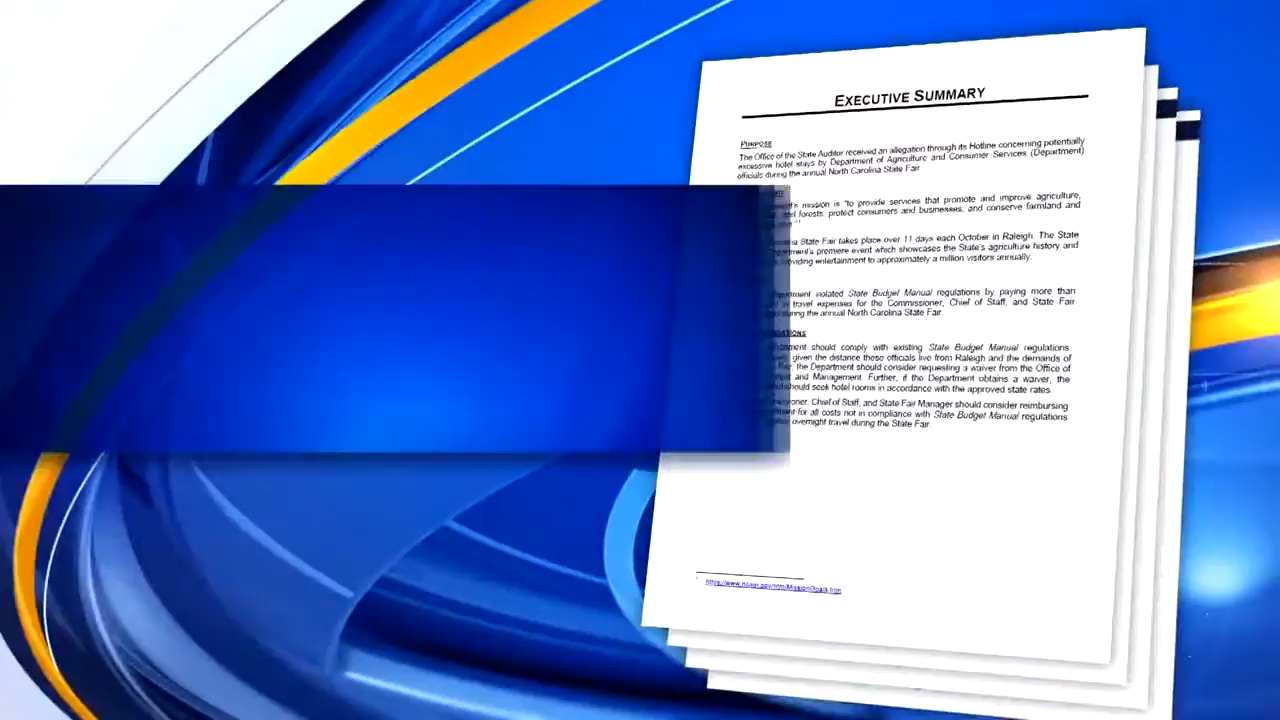 EXECUTIVE SUMMARY
PURPOSE
The Office of the State Auditor received an allegation through its Hotline concerning potentially
excessive hotel stays by Department of Agriculture and Consumer Services (Department)
officials during the annual North Carolina State Fair
mission is "to provide services that promote and improve agriculture,
and forests, protect consumers and businesses, and conserve farmland and
State Fair takes place over 11 days each October in Raleigh. The State
premiere event which showcases the State's agriculture history and
providing entertainment to approximately a million visitors annually.
violated State Budget Manual regulations by paying more than
travel expenses for the Commissioner, Chief of Staff, and State Fair
during the annual North Carolina State Fair.
should comply with existing State Budget Manual regulations.
given the distance these officials live from Raleigh and the demands of
the Department should consider requesting a waiver from the Office of
and Management. Further, if the Department obtains a waiver, the
should seek hotel rooms in accordance with the approved state rates.
Chief of Staff, and State Fair Manager should consider reimbursing
for all costs not in compliance with State Budget Manual regulations
overnight travel during the State Fair.